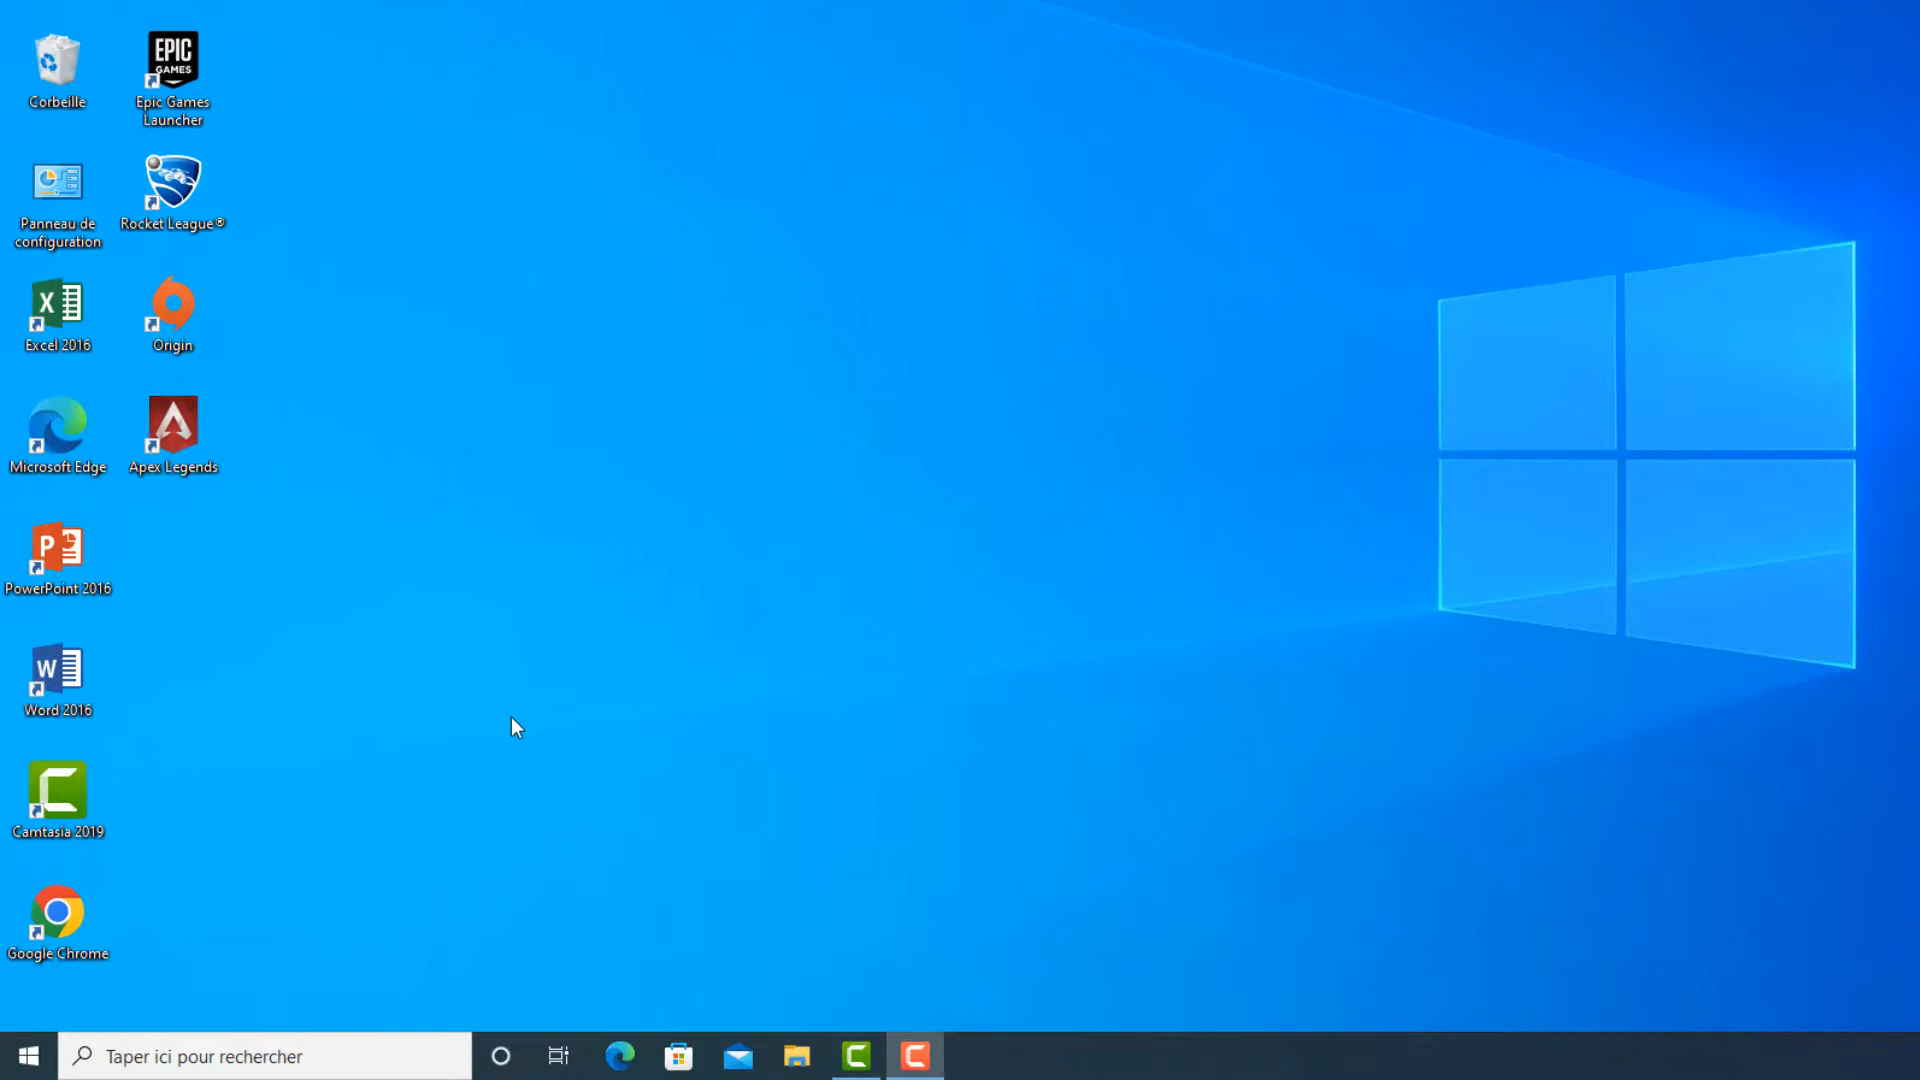 Corbeille
EPIC
GAMES
Epic Games
Launcher
Panneau de
configuration
Rocket League®
X
Excel 2016
Origin
Microsoft Edge
Apex Legends
P
PowerPoint 2016
W
Word 2016
Camtasia 2019
Google Chrome
Taper ici pour rechercher